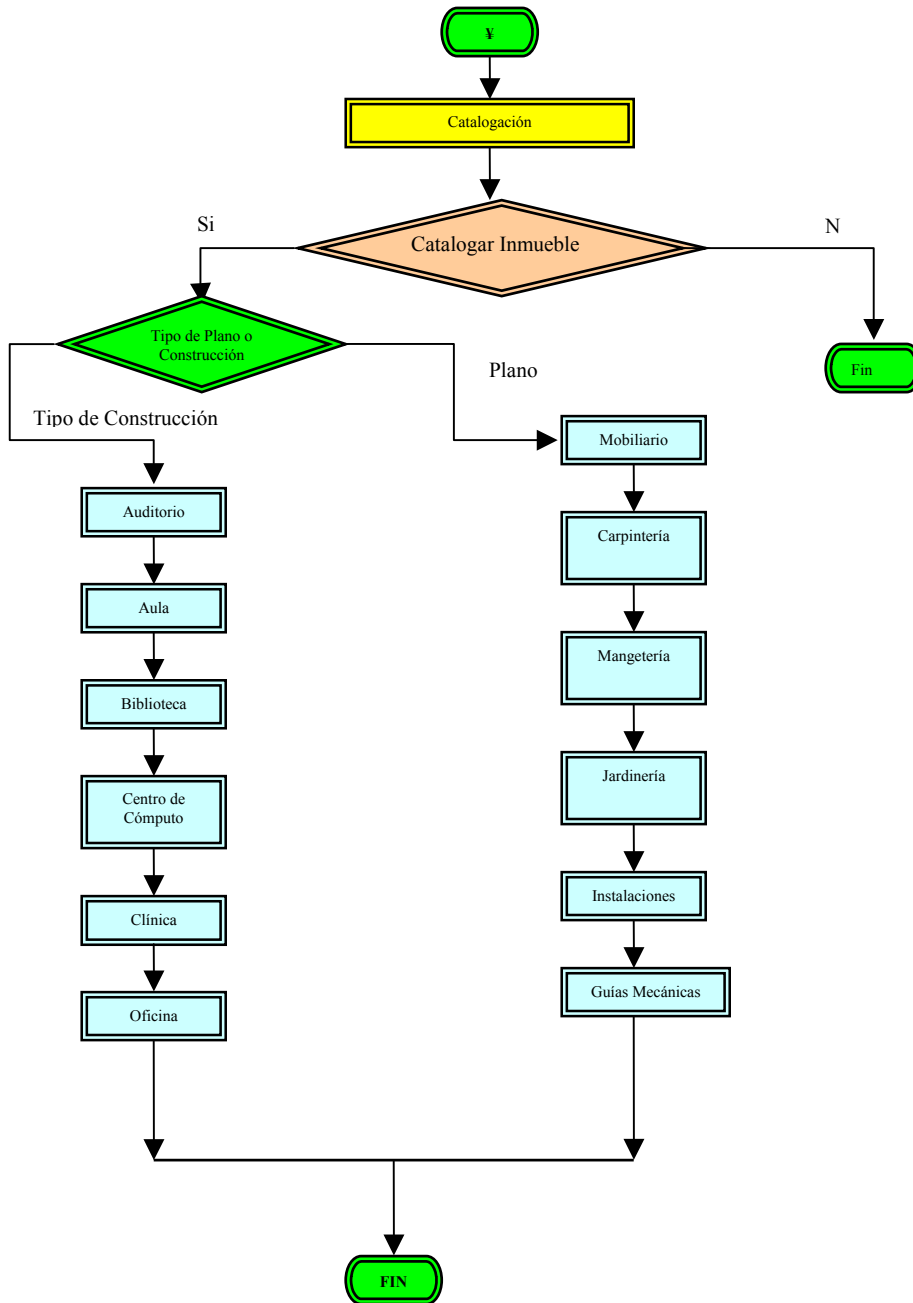 ¥
Catalogación
Si
Catalogar Inmueble
N
Tipo de Plano o
Construcción
Plano
Fin
Tipo de Construcción
Mobiliario
Auditorio
Carpintería
Aula
Mangetería
Biblioteca
Jardinería
Centro de
Cómputo
Instalaciones
Clínica
Guías Mecánicas
Oficina
FIN